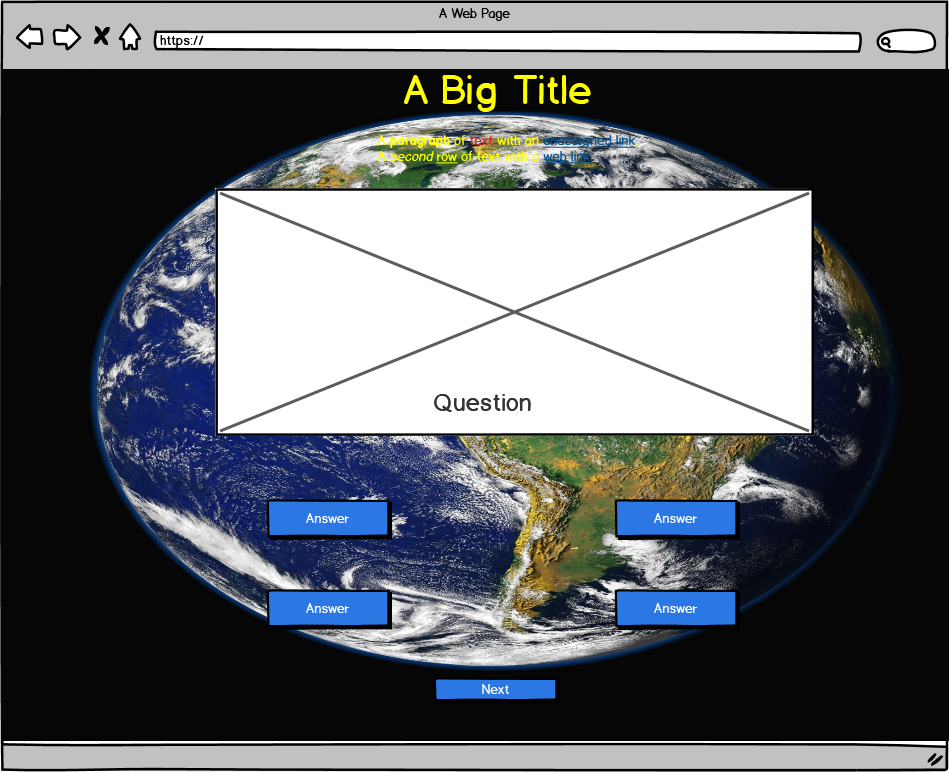 A Web Page
https://
A Big Title
A paragraph of text with an unassigned link.
A second row of text with a web link
Question
Answer Answer
Answer Answer
Next